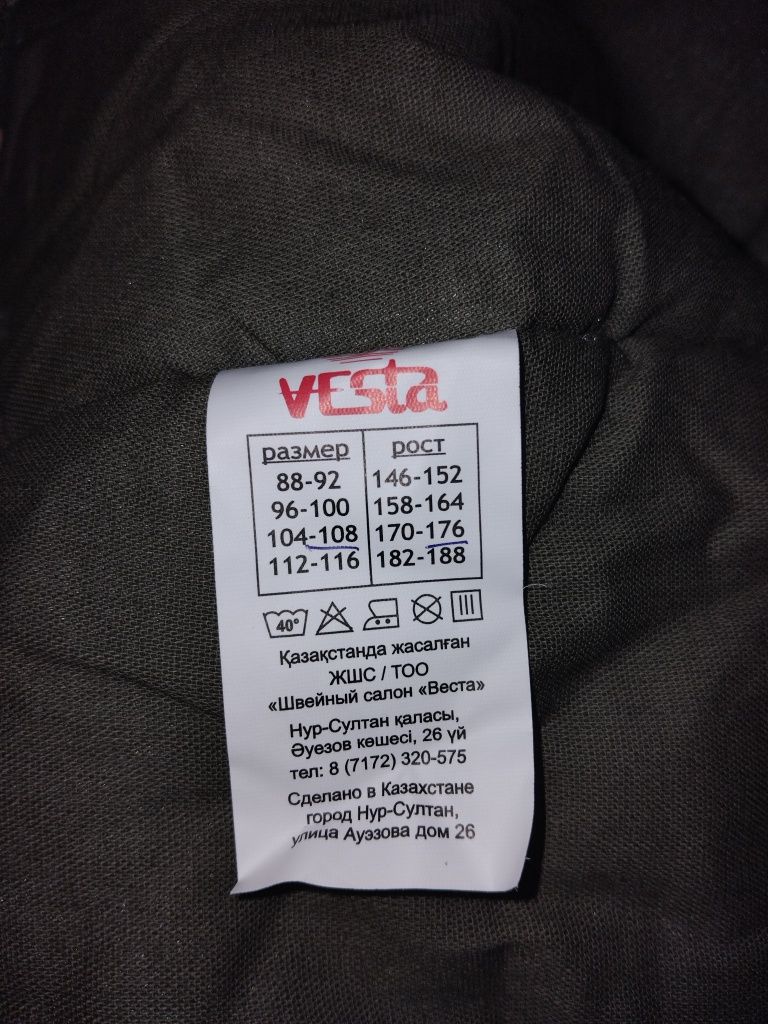 vesta
размер рост
88-92 146-152
96-100 158-164
104-108 170-176
112-116 182-188
40°
Қазақстанда жасалған
ЖШС / ТОО
«Швейный салон «Веста»
Нур-Султан қаласы,
Әуезов көшесі, 26 үй
тел: 8 (7172) 320-575
Сделано в Казахстане
город Нур-Султан,
улица Ауэзова дом 26